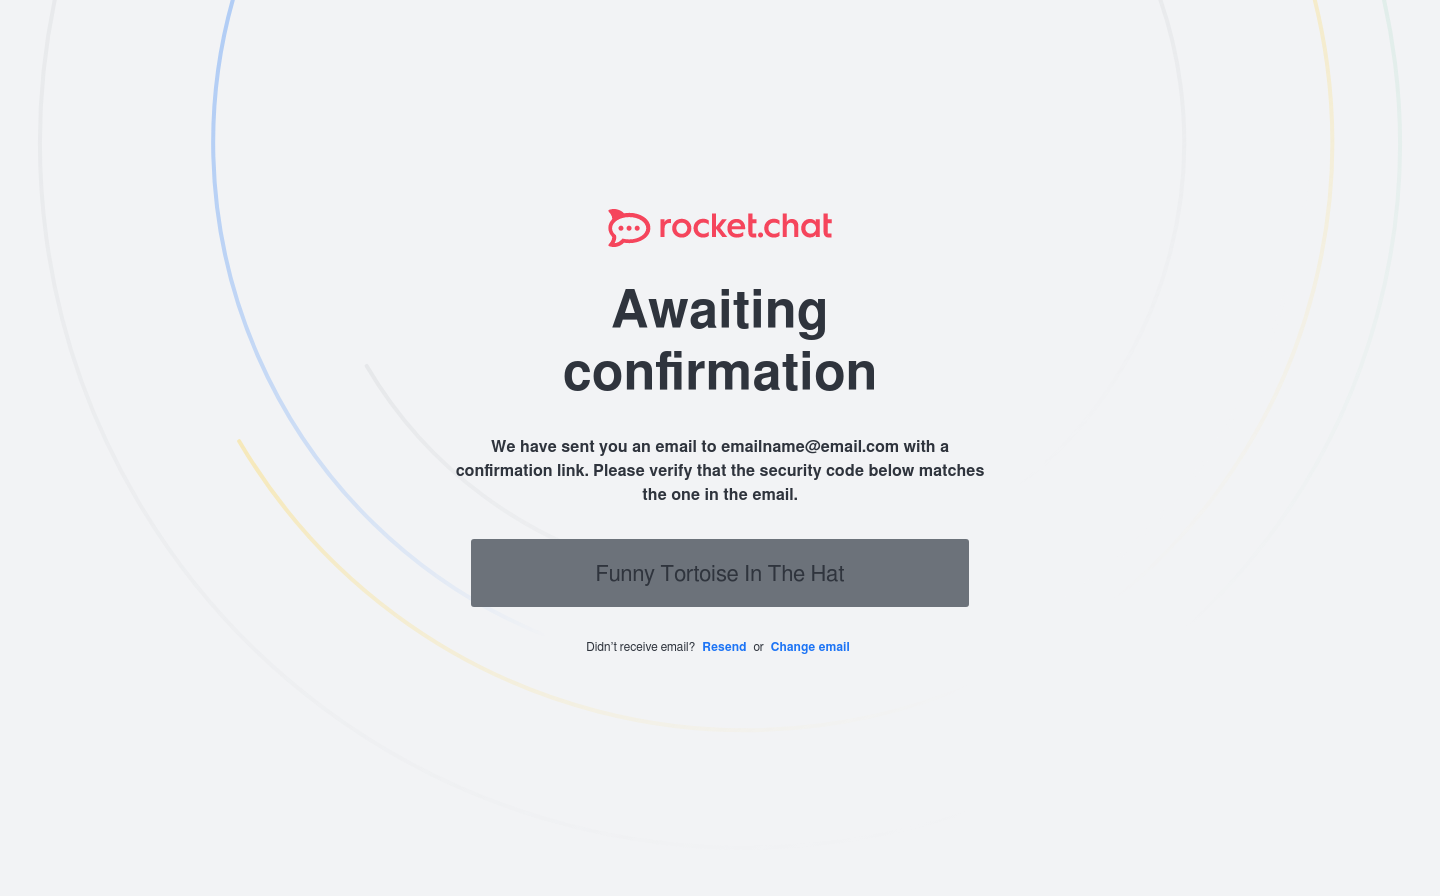 rocket.chat
Awaiting
confirmation
We have sent you an email to emailname@email.com with a
confirmation link. Please verify that the security code below matches
the one in the email.
Funny Tortoise In The Hat
Didn't receive email? Resend or Change email